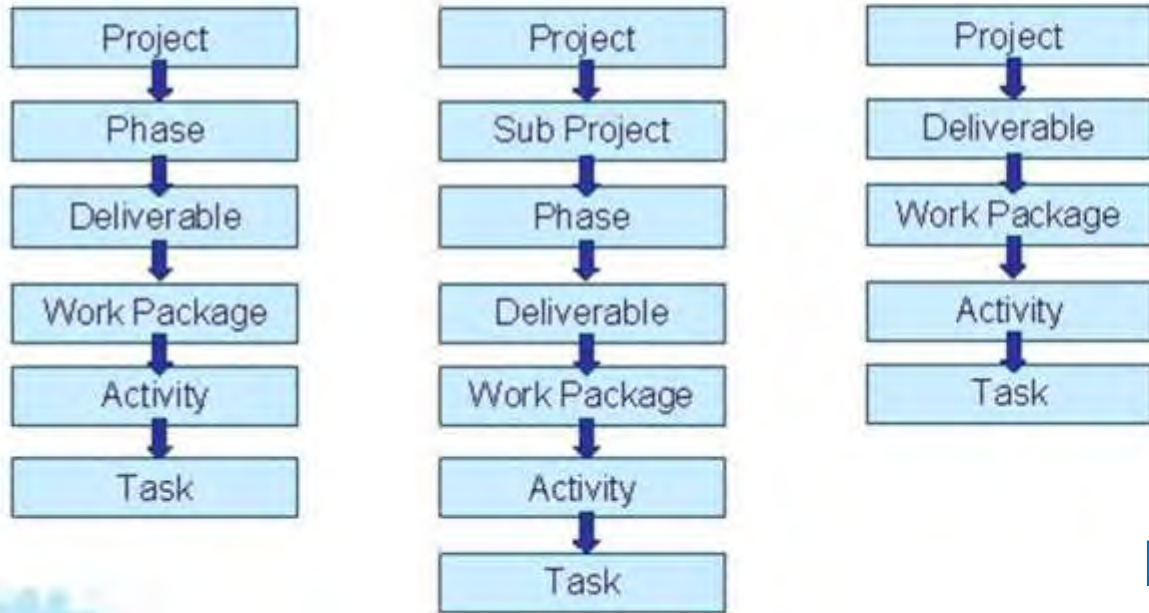 Project
Phase
Deliverable
Work Package
Activity
Task
Project
Sub Project
Phase
Deliverable
Work Package
Activity
Task
Project
Deliverable
Work Package
Activity
Task